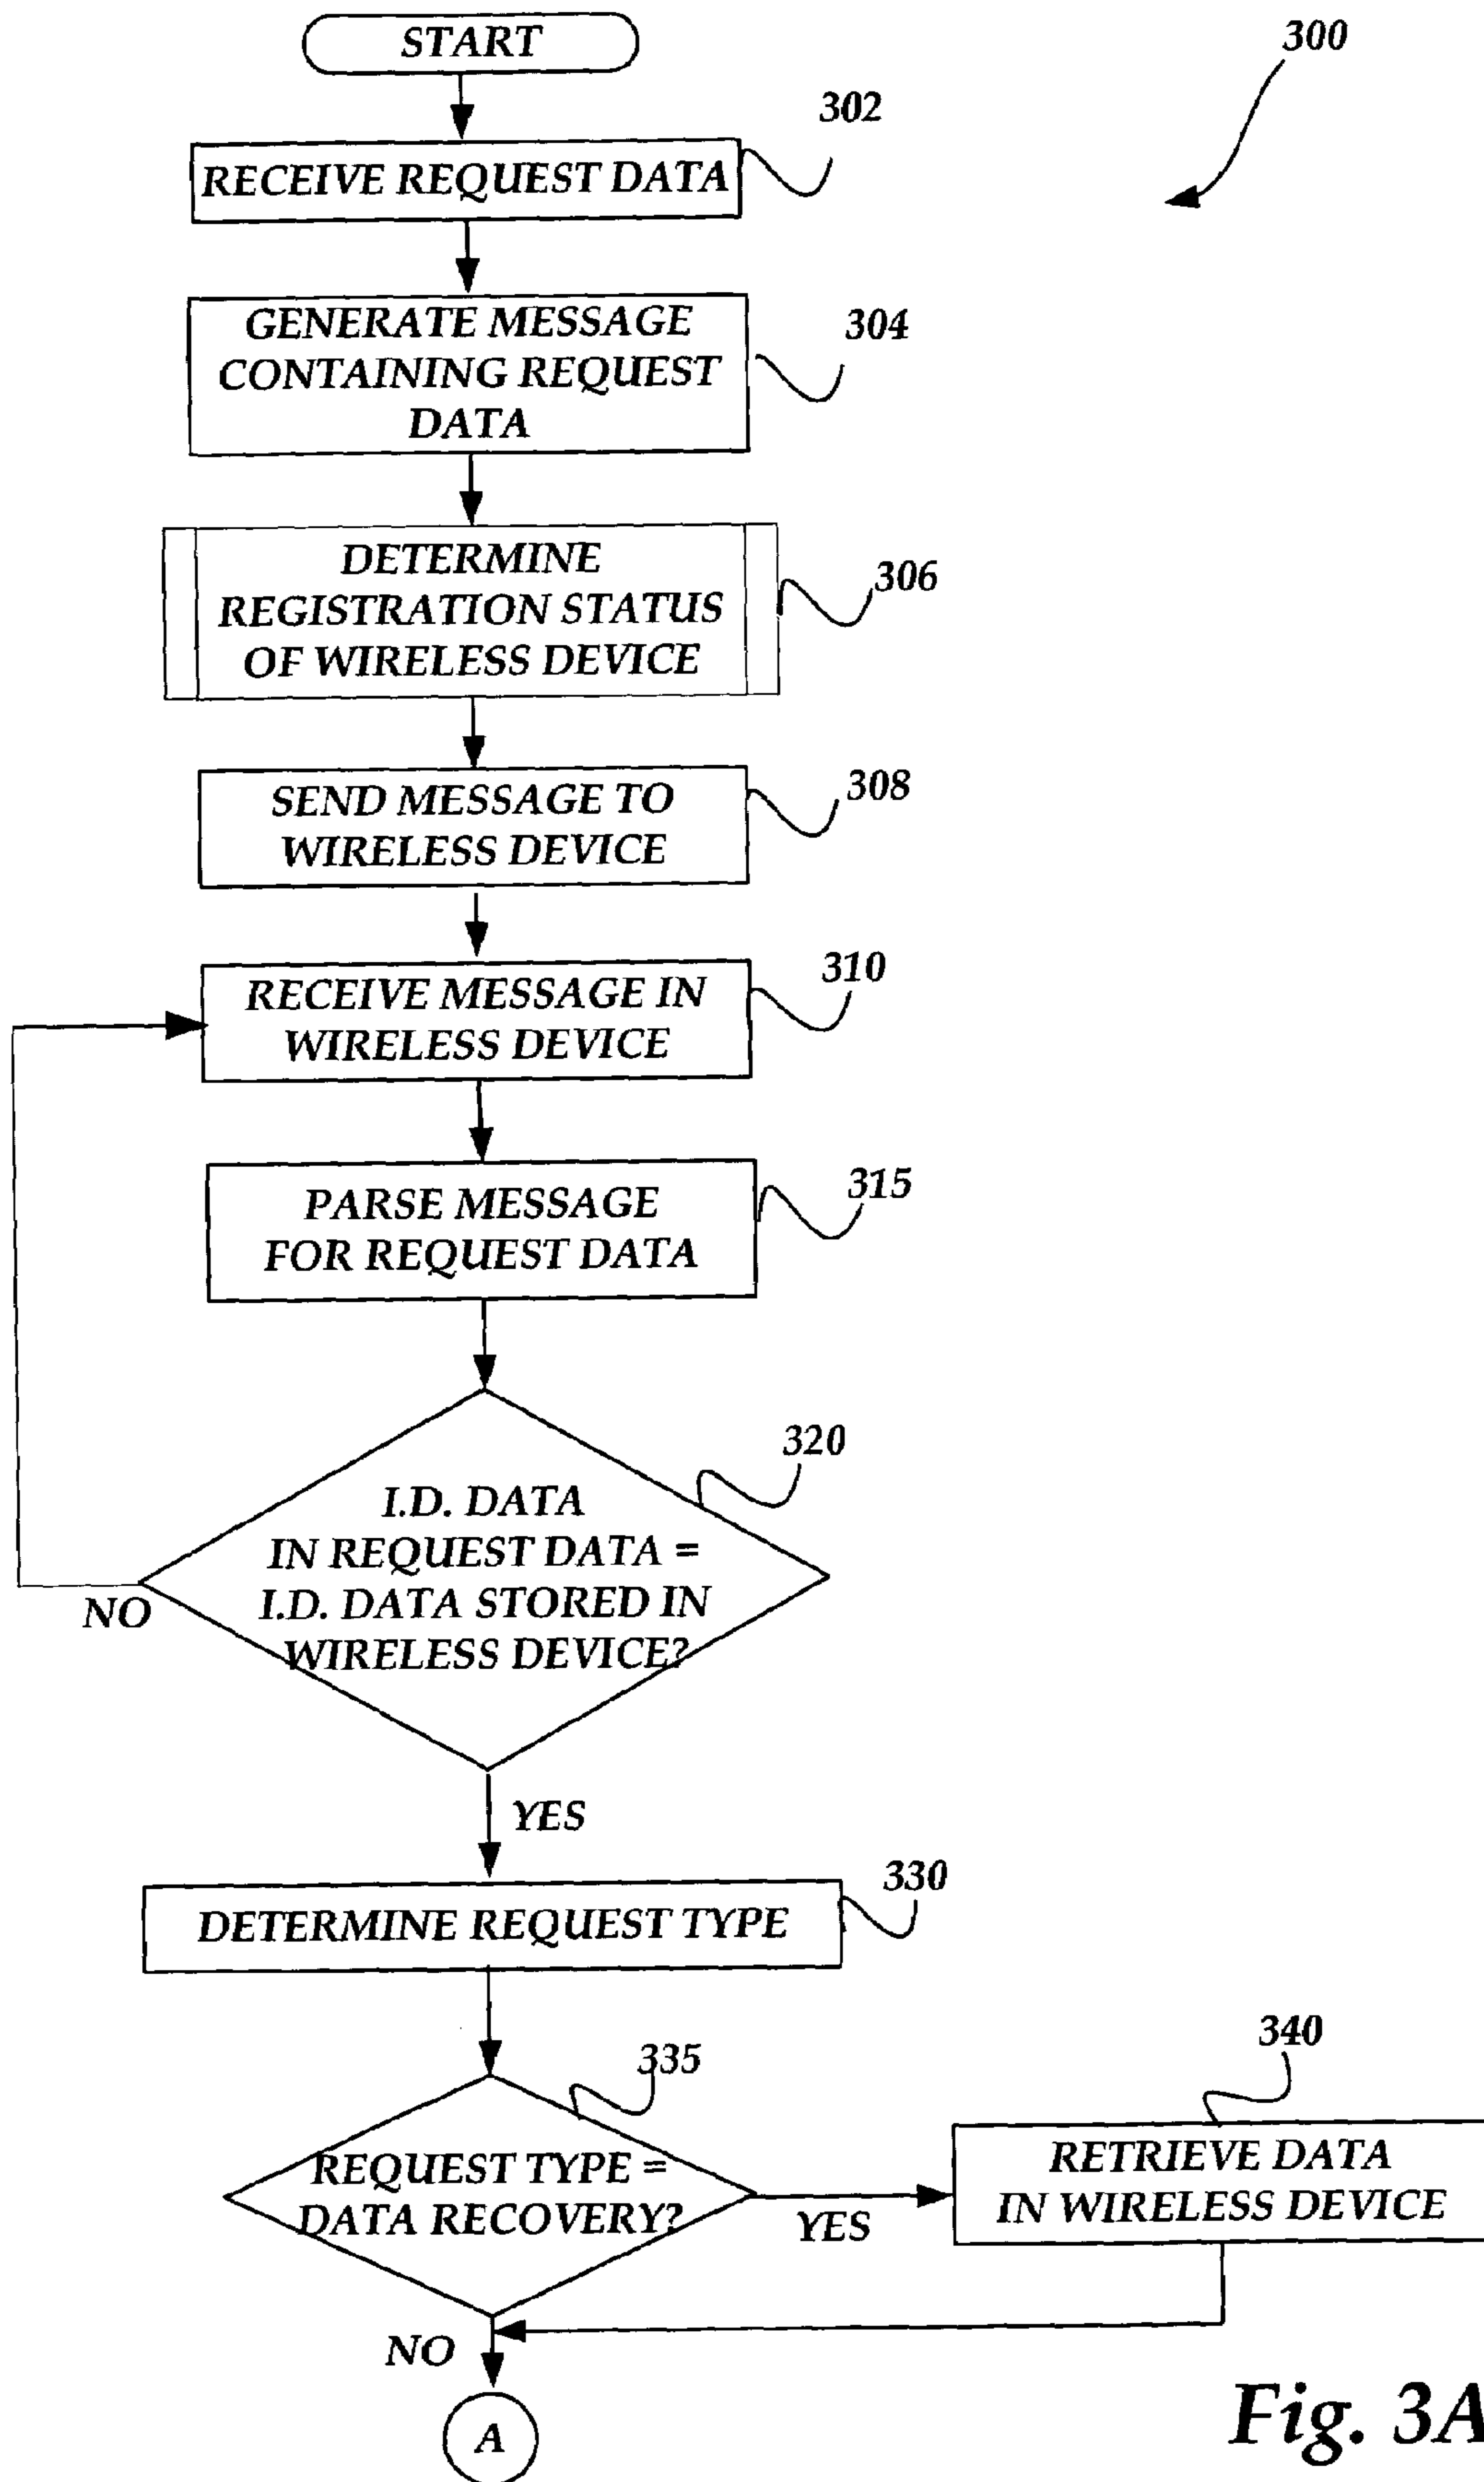 START
300
302
RECEIVE REQUEST DATA
GENERATE MESSAGE
CONTAINING REQUEST
DATA
304
DETERMINE
REGISTRATION STATUS
OF WIRELESS DEVICE
306
SEND MESSAGE TO
WIRELESS DEVICE
308
RECEIVE MESSAGE IN
WIRELESS DEVICE
310
PARSE MESSAGE
FOR REQUEST DATA
315
320
I.D. DATA
IN REQUEST DATA =
I.D. DATA STORED IN
WIRELESS DEVICE?
NO
YES
330
DETERMINE REQUEST TYPE
335
REQUEST TYPE =
DATA RECOVERY?
YES
340
RETRIEVE DATA
IN WIRELESS DEVICE
NO
A
Fig. 3A